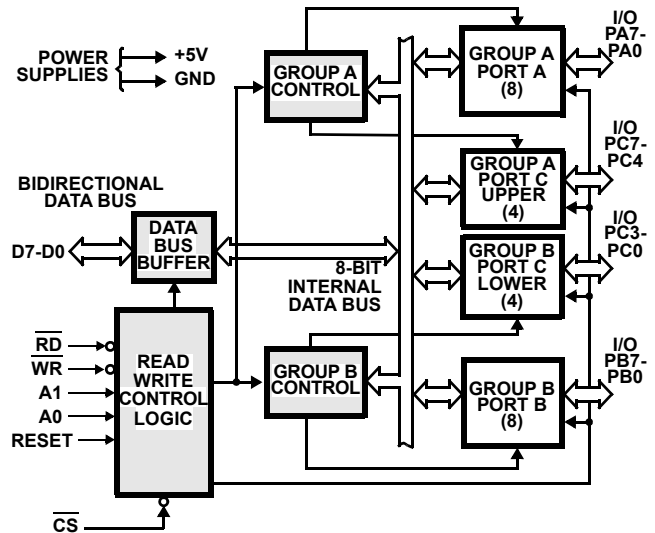 POWER
SUPPLIES
+5V
GND
GROUP A
CONTROL
GROUP A
PORT A
(8)
I/O
PA7-
PA0
GROUP A
PORT C
UPPER
(4)
I/O
PC7-
PC4
BIDIRECTIONAL
DATA BUS
D7-D0
DATA
BUS
BUFFER
8-BIT
INTERNAL
DATA BUS
GROUP B
PORT C
LOWER
(4)
I/O
PC3-
PC0
RD
WR
A1
A0
RESET
READ
WRITE
CONTROL
LOGIC
GROUP B
CONTROL
GROUP B
PORT B
(8)
I/O
PB7-
PB0
CS